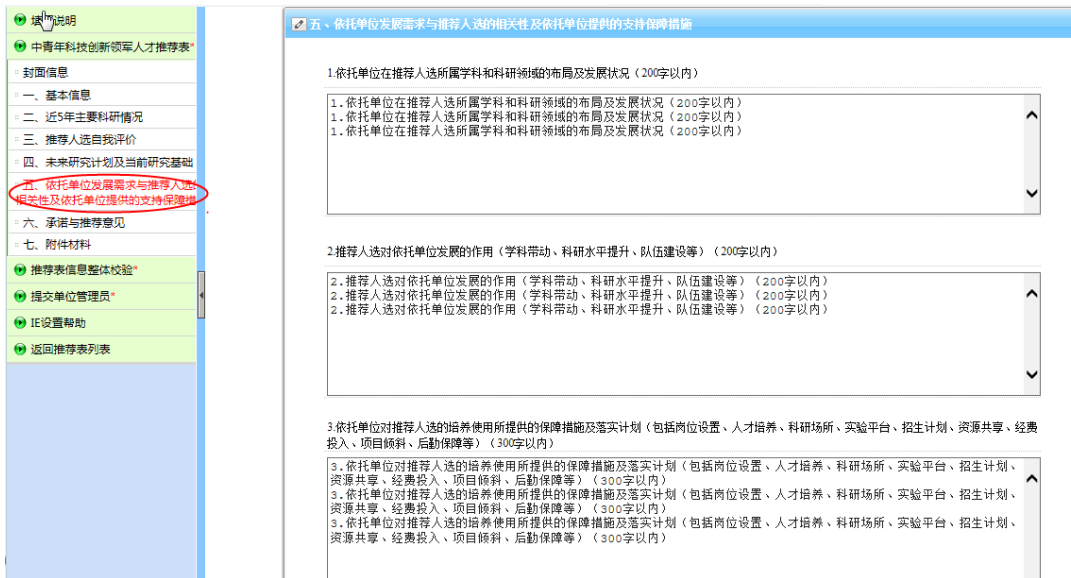 填报说明
中青年科技创新领军人才推荐表*
封面信息
一、基本信息
二、近5年主要科研情况
三、推荐人选自我评价
四、未来研究计划及当前研究基础
五、依托单位发展需求与推荐人选
相关性及依托单位提供的支持保障措
六、承诺与推荐意见
七、附件材料
推荐表信息整体校验*
提交单位管理员*
IE设置帮助
返回推荐表列表
五、依托单位发展需求与推荐人选的相关性及依托单位提供的支持保障措施
1.依托单位在推荐人选所属学科和科研领域的布局及发展状况（200字以内）
1.依托单位在推荐人选所属学科和科研领域的布局及发展状况（200字以内）
1.依托单位在推荐人选所属学科和科研领域的布局及发展状况（200字以内）
1.依托单位在推荐人选所属学科和科研领域的布局及发展状况（200字以内）
2.推荐人选对依托单位发展的作用（学科带动、科研水平提升、队伍建设等）（200字以内）
2.推荐人选对依托单位发展的作用（学科带动、科研水平提升、队伍建设等）（200字以内）
2.推荐人选对依托单位发展的作用（学科带动、科研水平提升、队伍建设等）（200字以内）
2.推荐人选对依托单位发展的作用（学科带动、科研水平提升、队伍建设等）（200字以内）
3.依托单位对推荐人选的培养使用所提供的保障措施及落实计划（包括岗位设置、人才培养、科研场所、实验平台、招生计划、资源共享、经费
投入、项目倾斜、后勤保障等）（300字以内）
3.依托单位对推荐人选的培养使用所提供的保障措施及落实计划（包括岗位设置、人才培养、科研场所、实验平台、招生计划、
资源共享、经费投入、项目倾斜、后勤保障等）（300字以内）
3.依托单位对推荐人选的培养使用所提供的保障措施及落实计划（包括岗位设置、人才培养、科研场所、实验平台、招生计划、
资源共享、经费投入、项目倾斜、后勤保障等）（300字以内）
3.依托单位对推荐人选的培养使用所提供的保障措施及落实计划（包括岗位设置、人才培养、科研场所、实验平台、招生计划、
资源共享、经费投入、项目倾斜、后勤保障等）（300字以内）